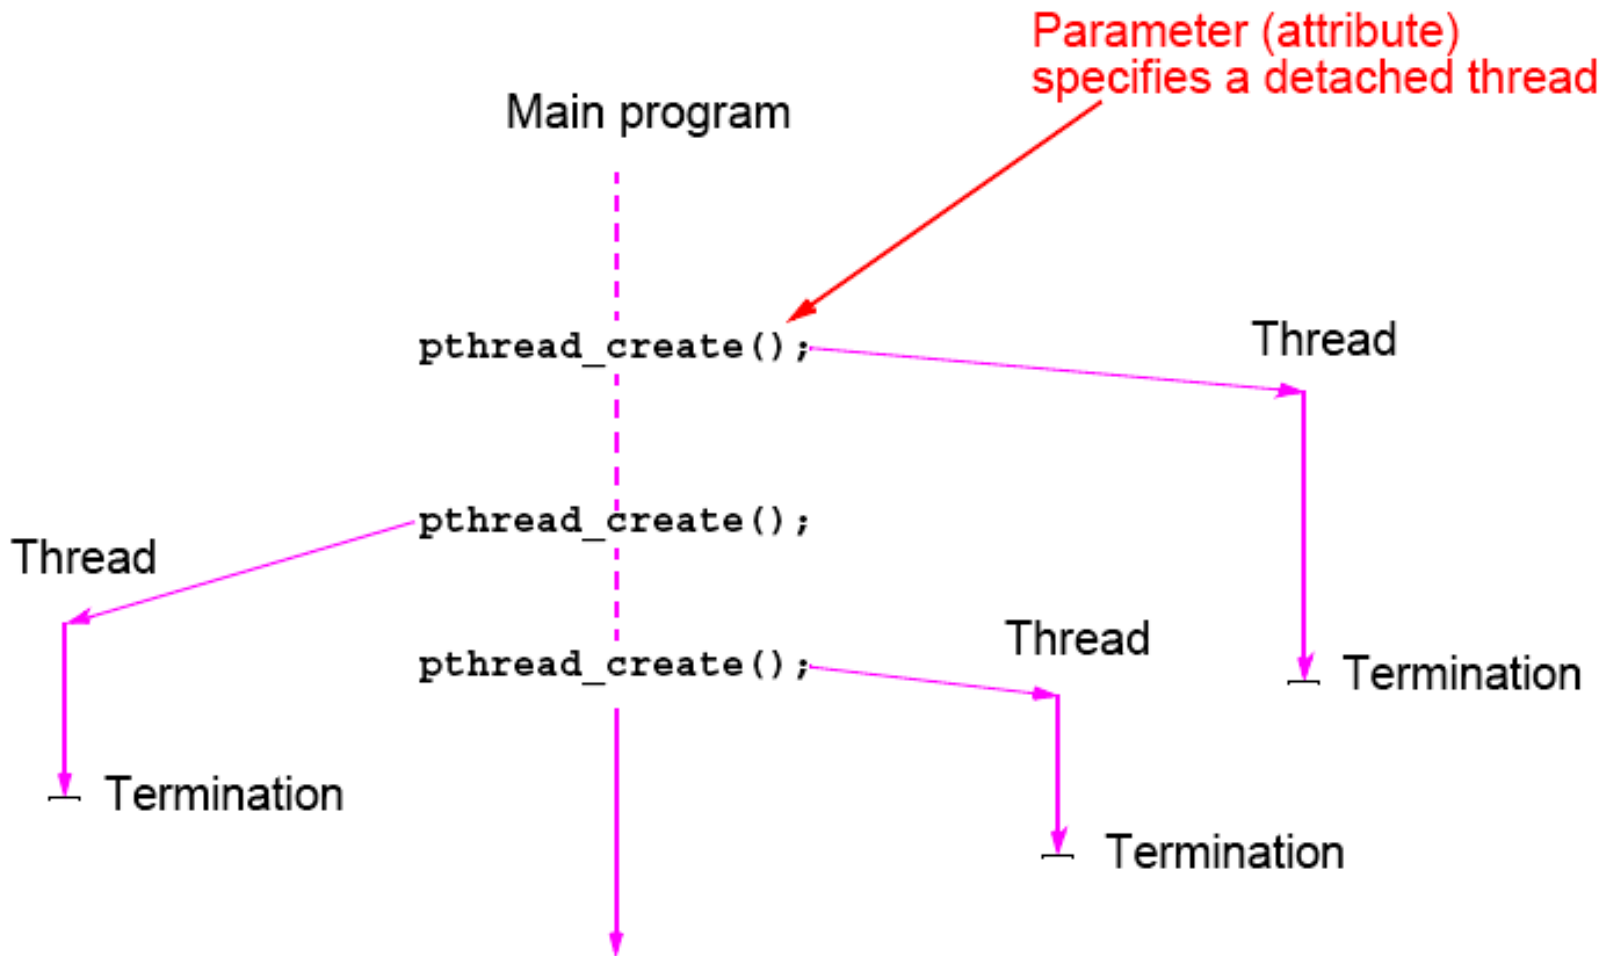 Parameter (attribute)
specifies a detached thread
Main program
pthread_create();
Thread
pthread_create();
Thread
pthread_create();
Thread
Termination
Termination
Termination